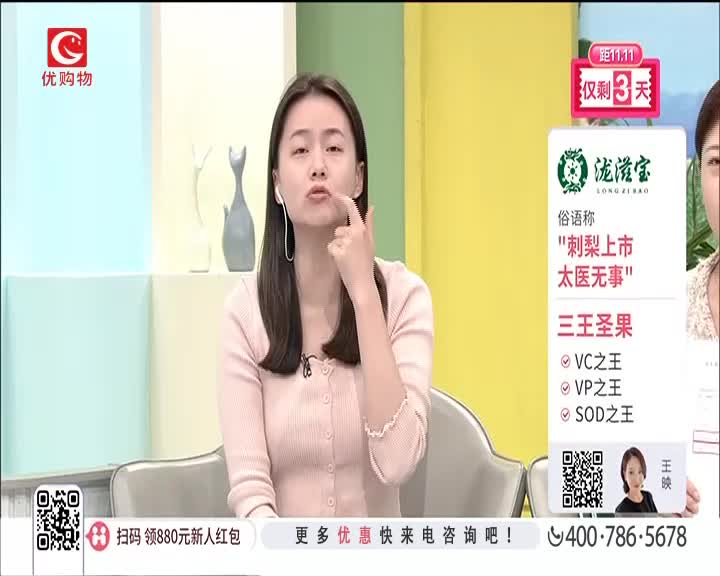 优购物
距11.11
仅剩3天
泷滋宝
LONGZIBAO
俗语称
"刺梨上市
太医无事"
三王圣果
VC之王
VP之王
SOD之王
王映
扫码 领880元新人红包
更多优惠快来电咨询吧！
400-786-5678